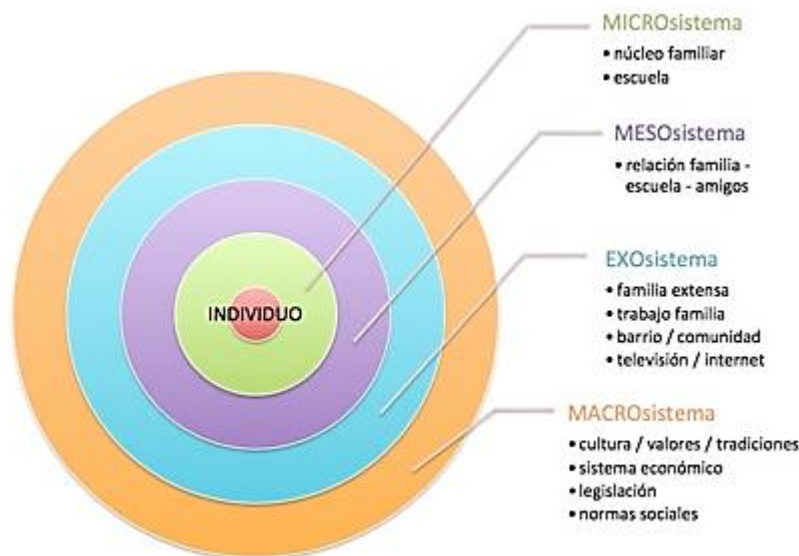 MICROsistema
• núcleo familiar
• escuela
MESOsistema
• relación familia -
escuela - amigos
EXOsistema
• familia extensa
• trabajo familia
• barrio / comunidad
• televisión / internet
MACROsistema
• cultura / valores / tradiciones
• sistema económico
• legislación
• normas sociales
INDIVIDUO